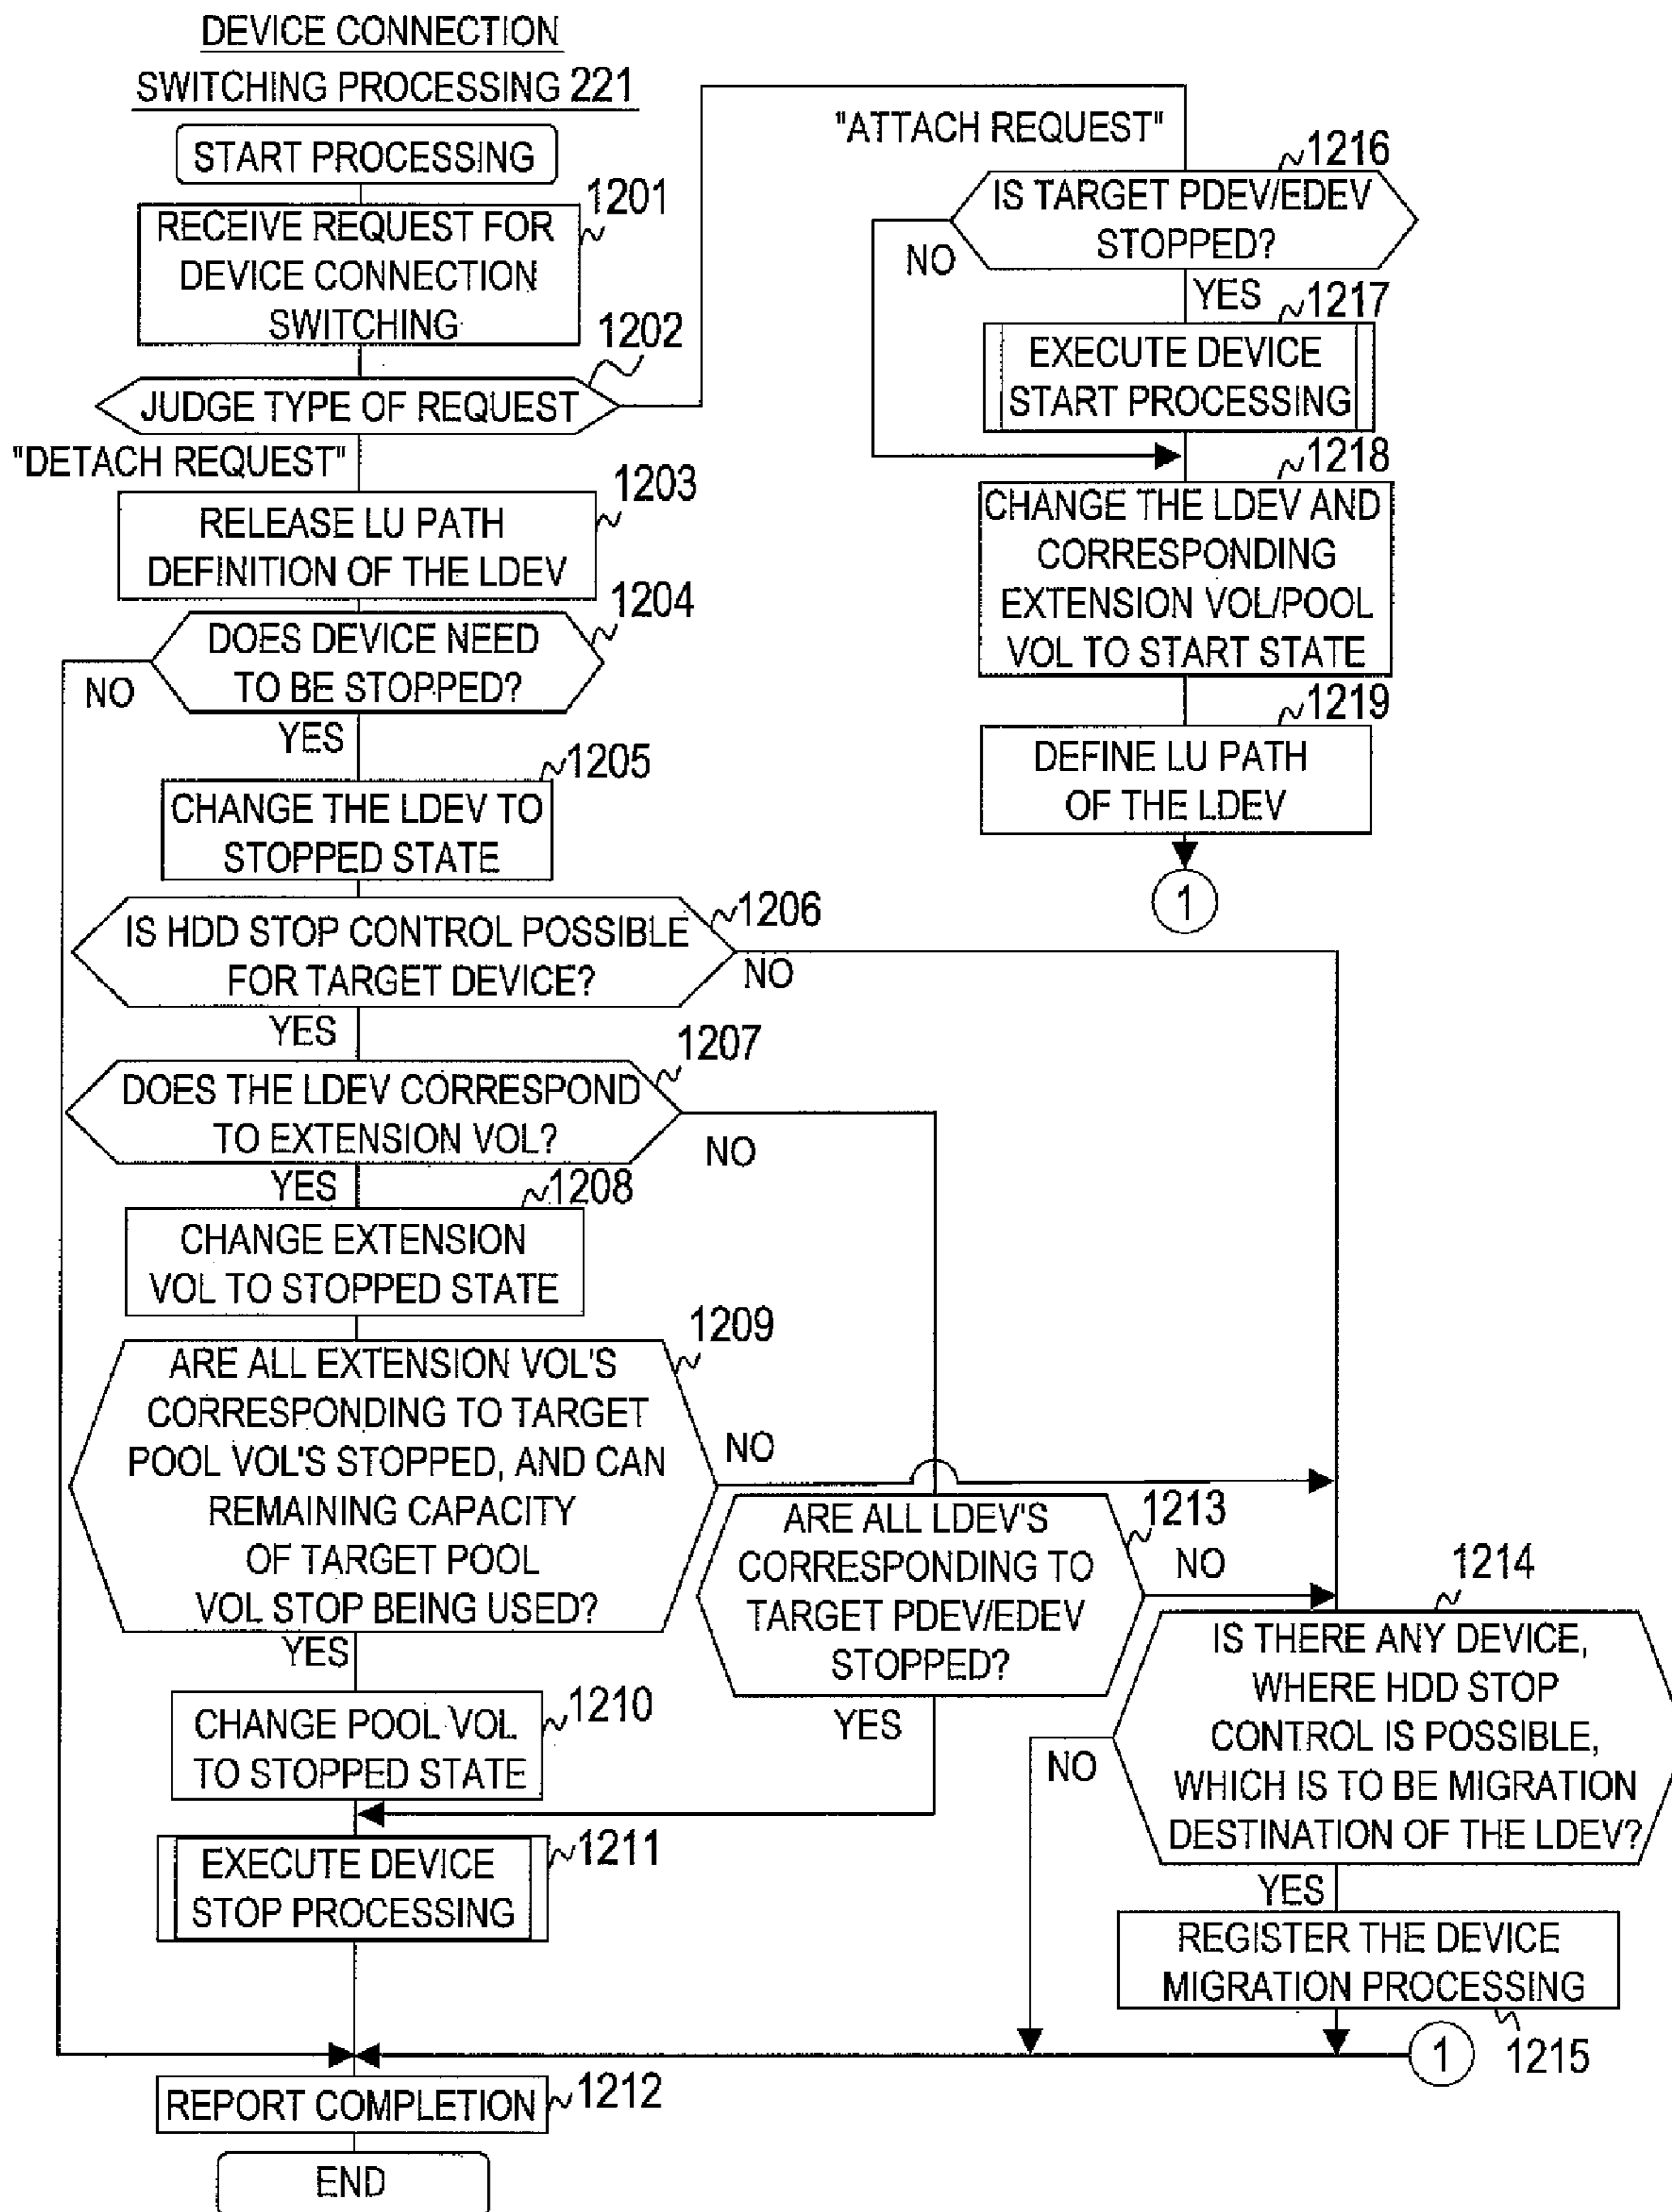 DEVICE CONNECTION
SWITCHING PROCESSING 221
START PROCESSING
1201
RECEIVE REQUEST FOR
DEVICE CONNECTION
SWITCHING
1202
JUDGE TYPE OF REQUEST
"DETACH REQUEST"
1203
RELEASE LU PATH
DEFINITION OF THE LDEV
1204
DOES DEVICE NEED
TO BE STOPPED?
NO
YES
1205
CHANGE THE LDEV TO
STOPPED STATE
1206
IS HDD STOP CONTROL POSSIBLE
FOR TARGET DEVICE?
NO
YES
1207
DOES THE LDEV CORRESPOND
TO EXTENSION VOL?
NO
YES
1208
CHANGE EXTENSION
VOL TO STOPPED STATE
1209
ARE ALL EXTENSION VOL'S
CORRESPONDING TO TARGET
POOL VOL'S STOPPED, AND CAN
REMAINING CAPACITY
OF TARGET POOL
VOL STOP BEING USED?
NO
YES
1210
CHANGE POOL VOL
TO STOPPED STATE
1211
EXECUTE DEVICE
STOP PROCESSING
1212
REPORT COMPLETION
END
"ATTACH REQUEST"
1216
IS TARGET PDEV/EDEV
STOPPED?
NO
YES
1217
EXECUTE DEVICE
START PROCESSING
1218
CHANGE THE LDEV AND
CORRESPONDING
EXTENSION VOL/POOL
VOL TO START STATE
1219
DEFINE LU PATH
OF THE LDEV
1
1213
ARE ALL LDEV'S
CORRESPONDING TO
TARGET PDEV/EDEV
STOPPED?
NO
YES
1214
IS THERE ANY DEVICE,
WHERE HDD STOP
CONTROL IS POSSIBLE,
WHICH IS TO BE MIGRATION
DESTINATION OF THE LDEV?
NO
YES
REGISTER THE DEVICE
MIGRATION PROCESSING
1215
1